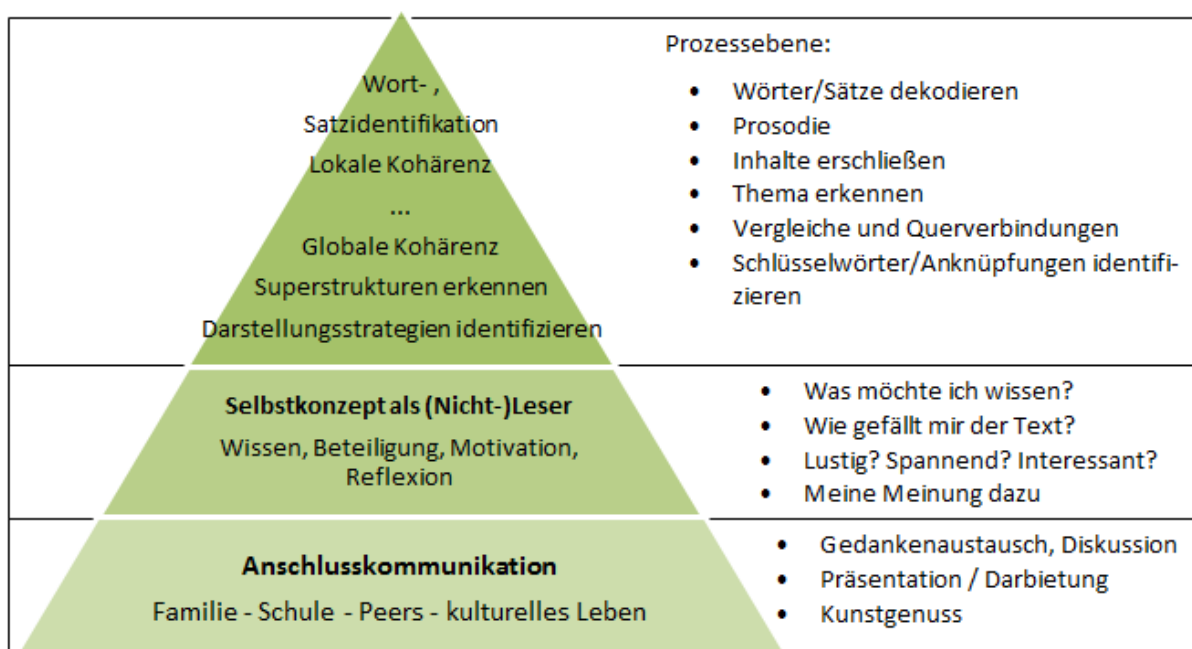 Wort- ,
Satzidentifikation
Lokale Kohärenz
...
Globale Kohärenz
Superstrukturen erkennen
Darstellungsstrategien identifizieren
Prozessebene:
• Wörter/Sätze dekodieren
• Prosodie
• Inhalte erschließen
• Thema erkennen
• Vergleiche und Querverbindungen
• Schlüsselwörter/Anknüpfungen identifi-
zieren
Selbstkonzept als (Nicht-)Leser
Wissen, Beteiligung, Motivation,
Reflexion
• Was möchte ich wissen?
• Wie gefällt mir der Text?
• Lustig? Spannend? Interessant?
• Meine Meinung dazu
Anschlusskommunikation
Familie - Schule - Peers - kulturelles Leben
• Gedankenaustausch, Diskussion
• Präsentation / Darbietung
• Kunstgenuss